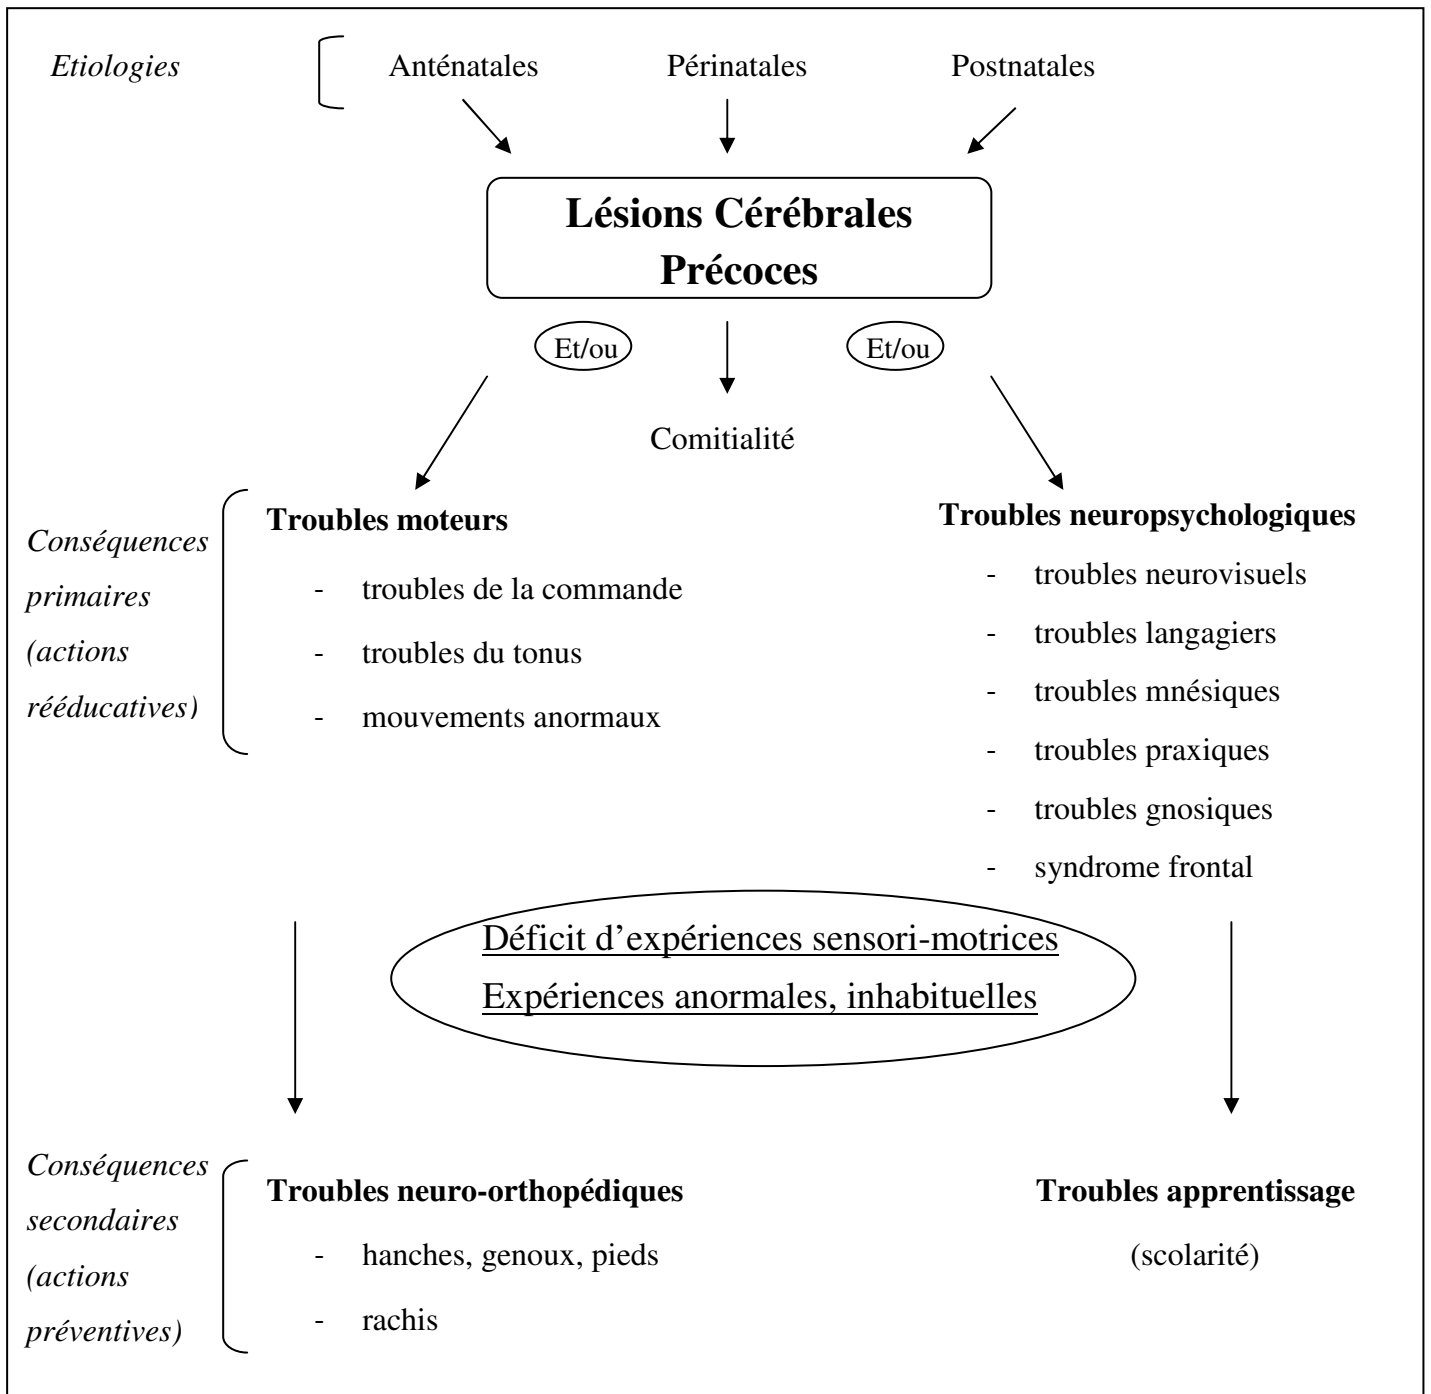 Etiologies
Anténatales
Périnatales
Postnatales
Lésions Cérébrales
Précoces
Et/ou
Et/ou
Comitialité
Conséquences
primaires
(actions
rééducatives)
Troubles moteurs
- troubles de la commande
- troubles du tonus
- mouvements anormaux
Troubles neuropsychologiques
- troubles neurovisuels
- troubles langagiers
- troubles mnésiques
- troubles praxiques
- troubles gnosiques
- syndrome frontal
Déficit d’expériences sensori-motrices
Expériences anormales, inhabituelles
Conséquences
secondaires
(actions
préventives)
Troubles neuro-orthopédiques
- hanches, genoux, pieds
- rachis
Troubles apprentissage
(scolarité)